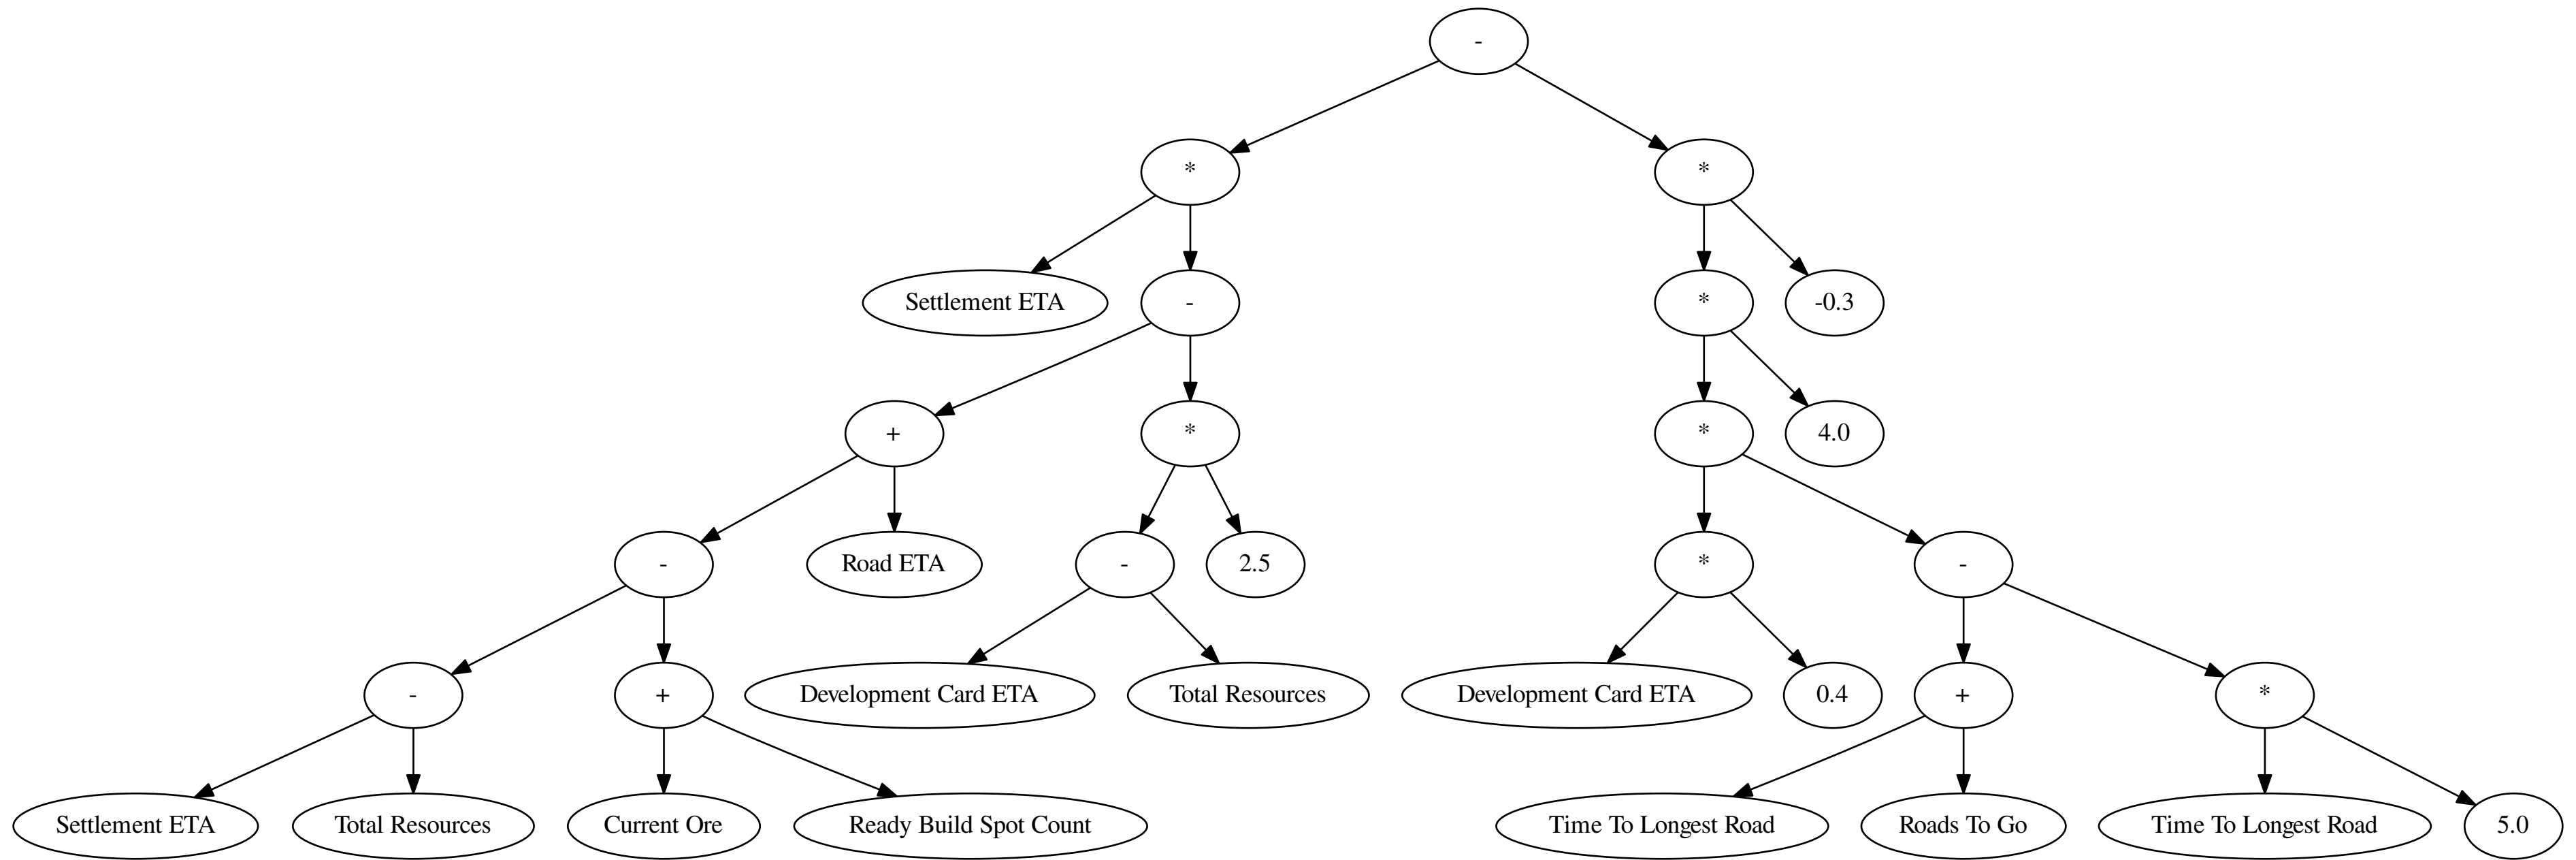 -
*
*
Settlement ETA
-
*
-0.3
+
*
*
4.0
-
Road ETA
-
2.5
*
-
-
+
Development Card ETA
Total Resources
Development Card ETA
0.4
+
*
Settlement ETA
Total Resources
Current Ore
Ready Build Spot Count
Time To Longest Road
Roads To Go
Time To Longest Road
5.0